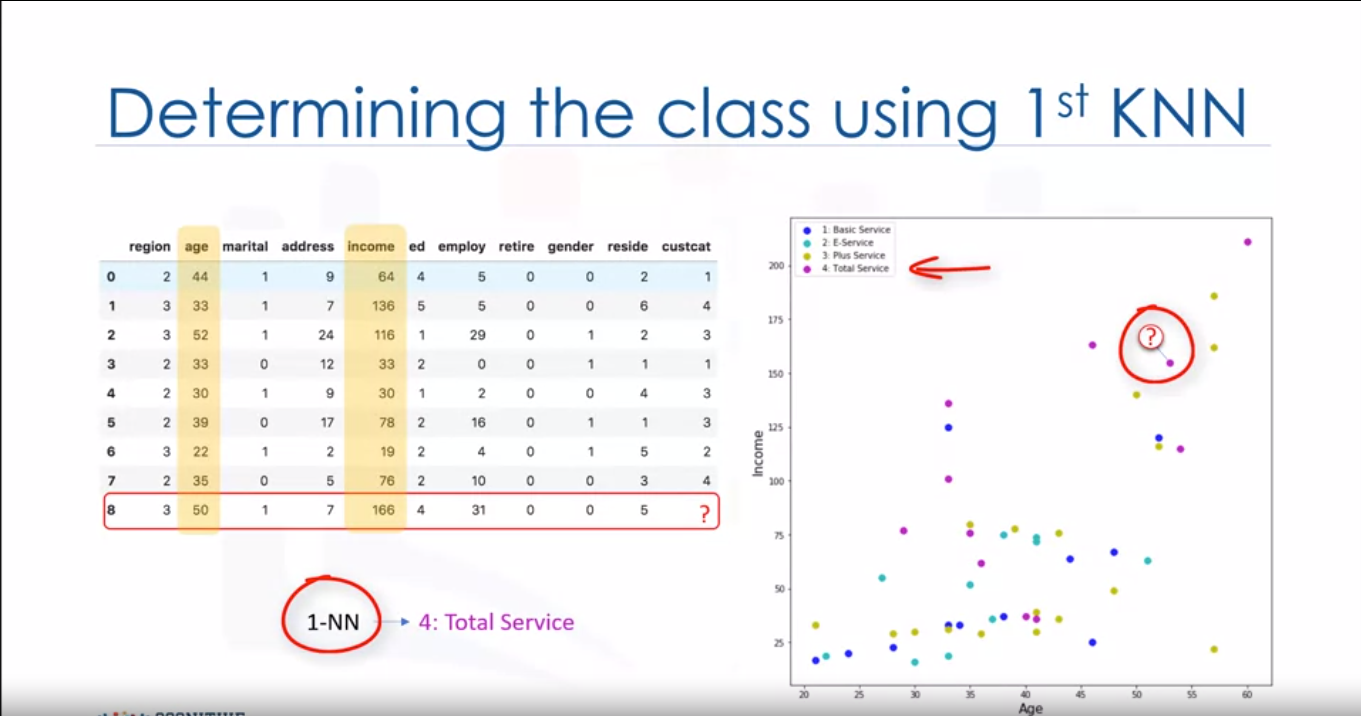 Determining the class using 1st KNN
region age marital address income ed employ retire gender reside custcat
0 2 44 1 9 64 4 5 0 0 2 1
1 3 33 1 7 136 5 5 0 0 6 4
2 3 52 1 24 116 1 29 0 1 2 3
3 2 33 0 12 33 2 0 0 1 1 1
4 2 30 1 9 30 1 2 0 0 4 3
5 2 39 0 17 78 2 16 0 1 1 3
6 3 22 1 2 19 2 4 0 1 5 2
7 2 35 0 5 76 2 10 0 0 3 4
8 3 50 1 7 166 4 31 0 0 5 ?
1-NN
4: Total Service
1: Basic Service
2: E-Service
3: Plus Service
4: Total Service
?
Income
200
175
150
125
100
75
50
25
20 25 30 35 40 45 50 55 60
Age